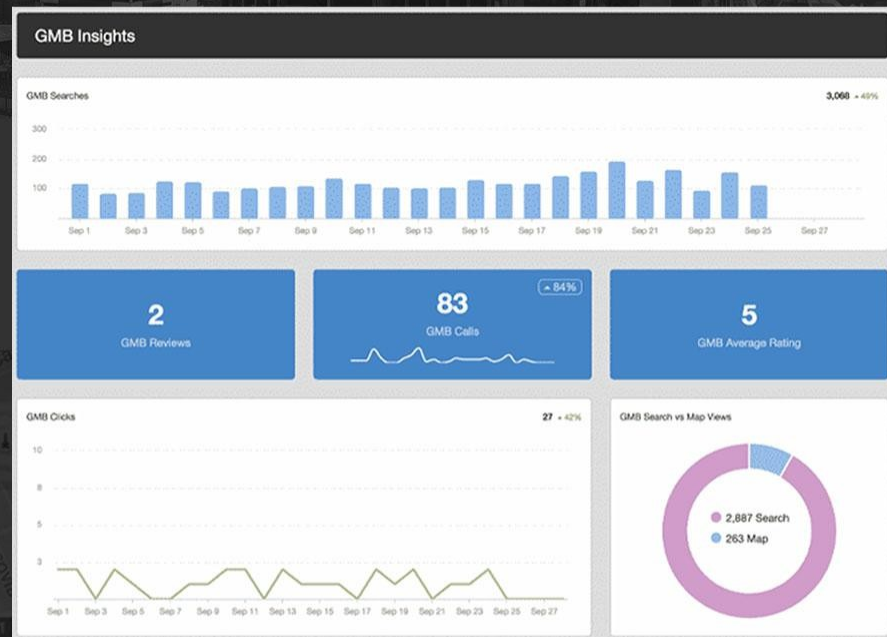 GMB Insights
GMB Searches
3,068 ▲ 49%
300
200
100
Sep 1 Sep 3 Sep 5 Sep 7 Sep 9 Sep 11 Sep 13 Sep 15 Sep 17 Sep 19 Sep 21 Sep 23 Sep 25 Sep 27
2
GMB Reviews
▲ 84%
83
GMB Calls
5
GMB Average Rating
GMB Clicks
27 ▲ 42%
10
8
5
3
Sep 1 Sep 3 Sep 5 Sep 7 Sep 9 Sep 11 Sep 13 Sep 15 Sep 17 Sep 19 Sep 21 Sep 23 Sep 25 Sep 27
GMB Search vs Map Views
2,887 Search
263 Map